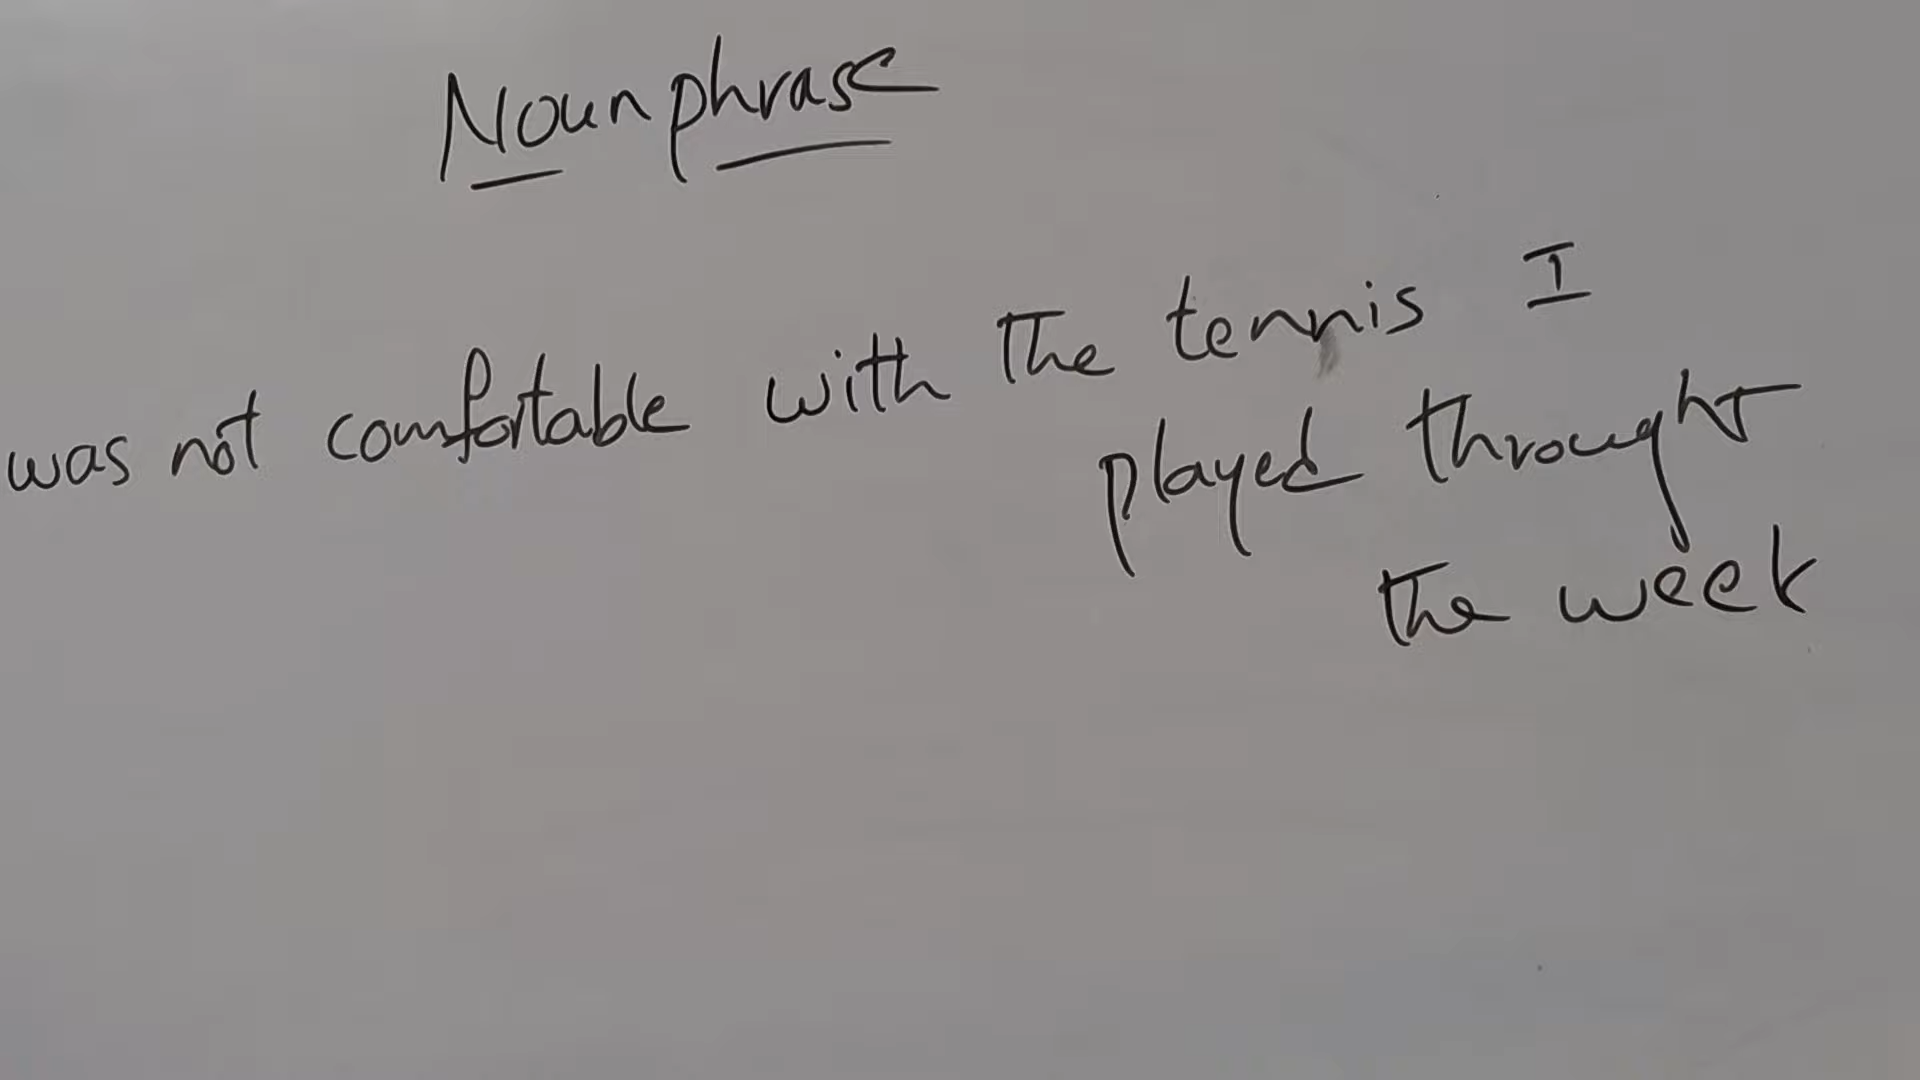 Noun phrase
was not comfortable with the tennis I
played throught
the week